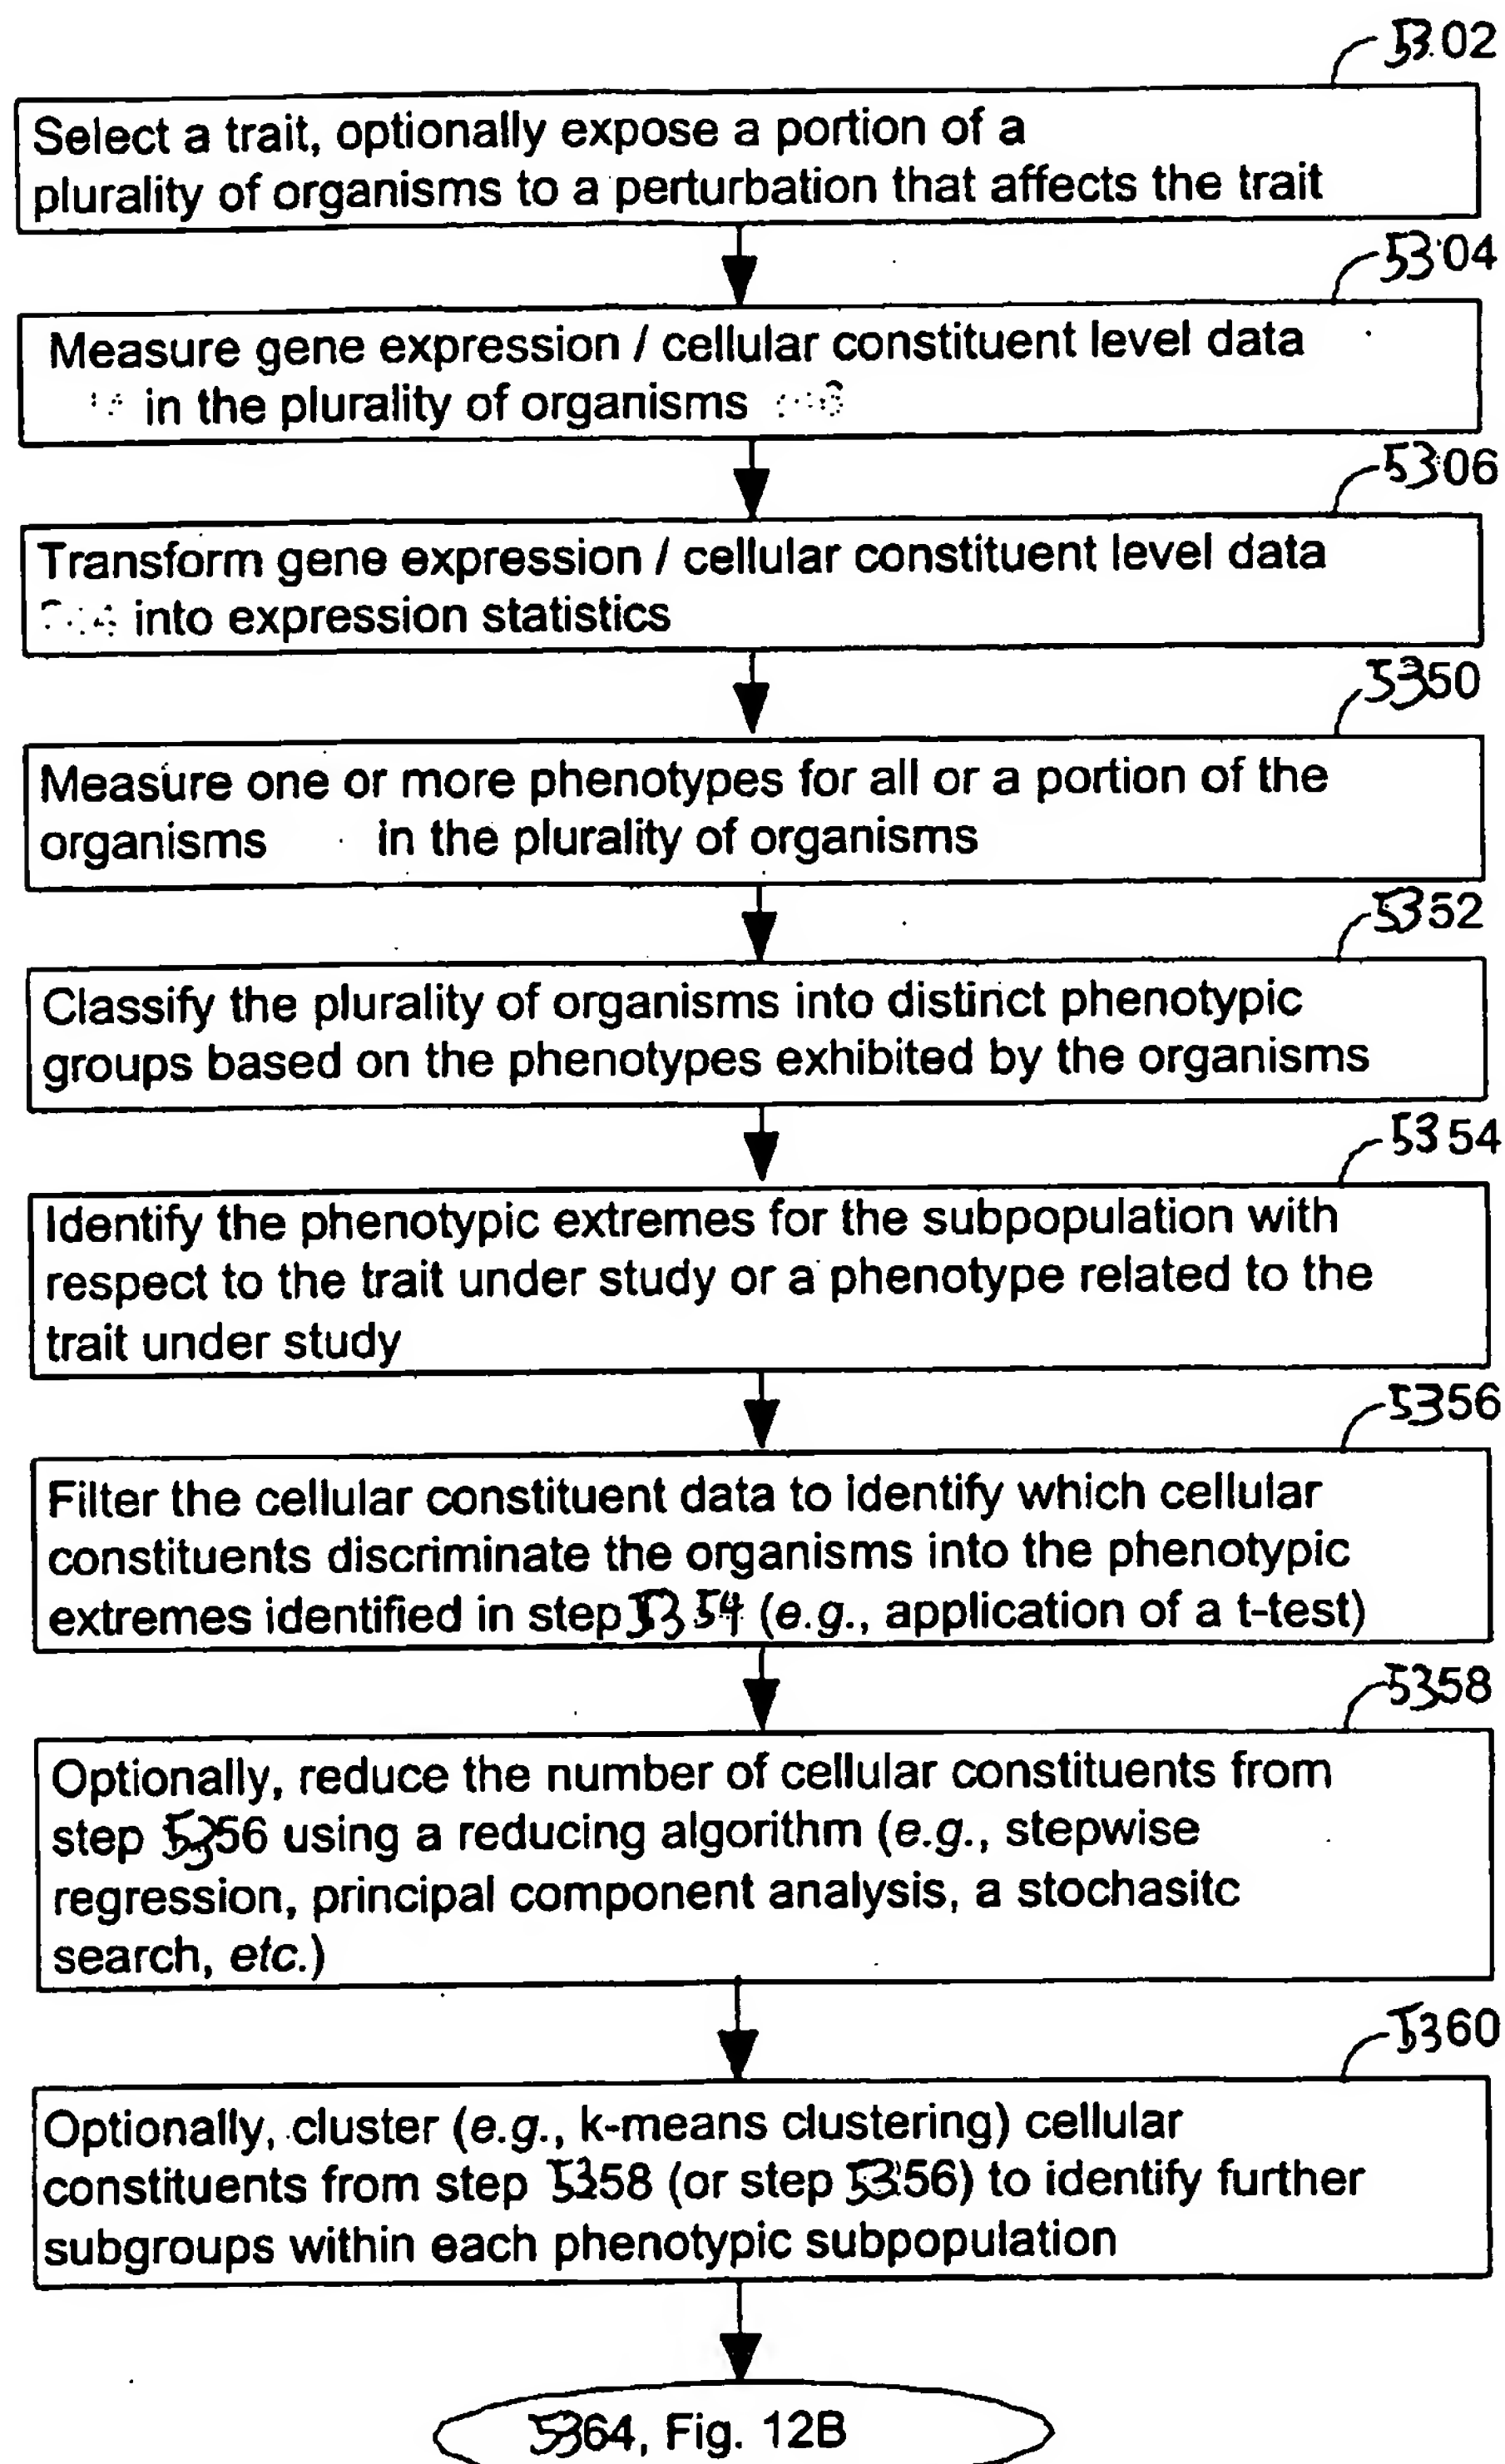 5302
Select a trait, optionally expose a portion of a
plurality of organisms to a perturbation that affects the trait
5304
Measure gene expression / cellular constituent level data
in the plurality of organisms
5306
Transform gene expression / cellular constituent level data
into expression statistics
5350
Measure one or more phenotypes for all or a portion of the
organisms in the plurality of organisms
5352
Classify the plurality of organisms into distinct phenotypic
groups based on the phenotypes exhibited by the organisms
5354
Identify the phenotypic extremes for the subpopulation with
respect to the trait under study or a phenotype related to the
trait under study
5356
Filter the cellular constituent data to identify which cellular
constituents discriminate the organisms into the phenotypic
extremes identified in step 5354 (e.g., application of a t-test)
5358
Optionally, reduce the number of cellular constituents from
step 5356 using a reducing algorithm (e.g., stepwise
regression, principal component analysis, a stochasitc
search, etc.)
5360
Optionally, cluster (e.g., k-means clustering) cellular
constituents from step 5358 (or step 5356) to identify further
subgroups within each phenotypic subpopulation
5364, Fig. 12B